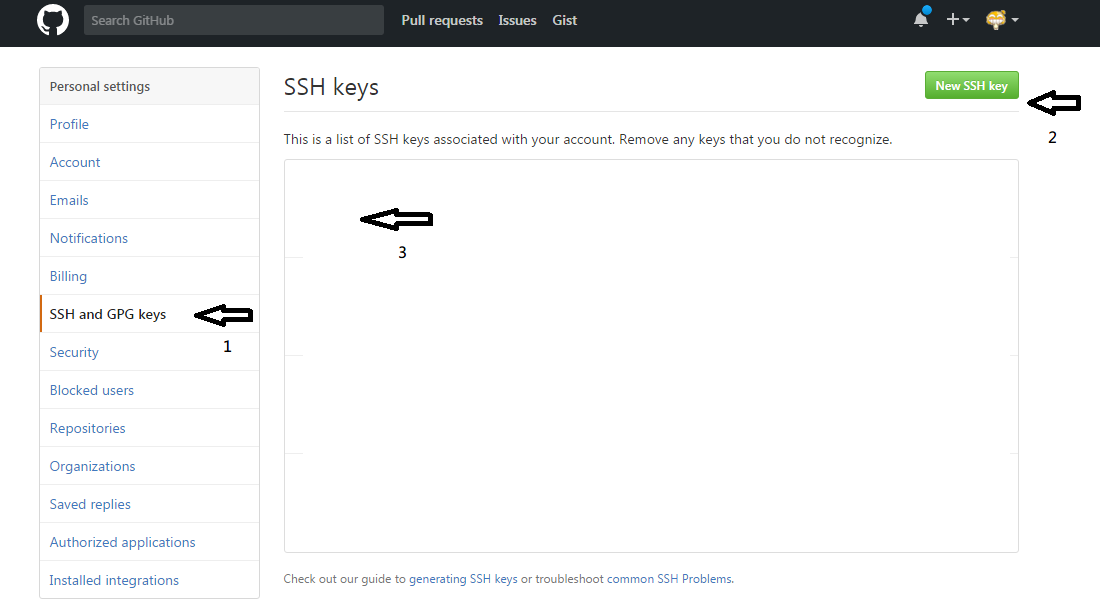 Search GitHub Pull requests Issues Gist
Personal settings
Profile
Account
Emails
Notifications
Billing
SSH and GPG keys
1
Security
Blocked users
Repositories
Organizations
Saved replies
Authorized applications
Installed integrations
SSH keys
New SSH key
2
This is a list of SSH keys associated with your account. Remove any keys that you do not recognize.
3
Check out our guide to generating SSH keys or troubleshoot common SSH Problems.